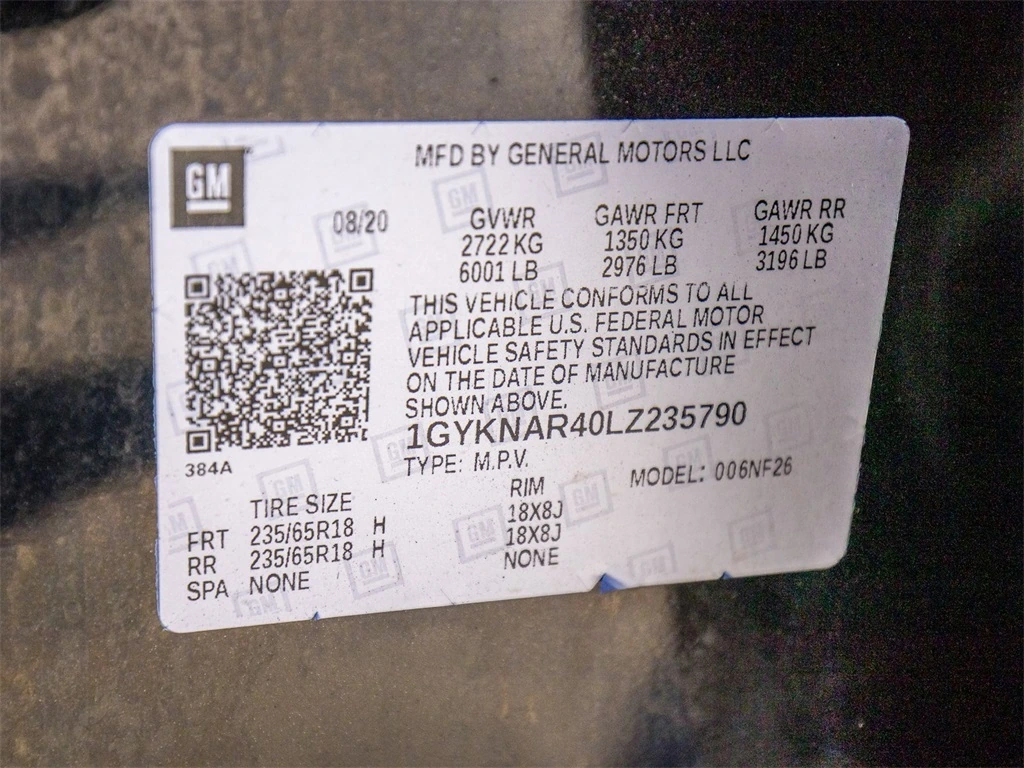 GM
MFD BY GENERAL MOTORS LLC
08/20
GVWR GAWR FRT GAWR RR
2722 KG 1350 KG 1450 KG
6001 LB 2976 LB 3196 LB
THIS VEHICLE CONFORMS TO ALL
APPLICABLE U.S. FEDERAL MOTOR
VEHICLE SAFETY STANDARDS IN EFFECT
ON THE DATE OF MANUFACTURE
SHOWN ABOVE.
1GYKNAR40LZ235790
384A
TYPE: M.P.V. MODEL: 006NF26
TIRE SIZE RIM
FRT 235/65R18 H 18X8J
RR 235/65R18 H 18X8J
SPA NONE NONE